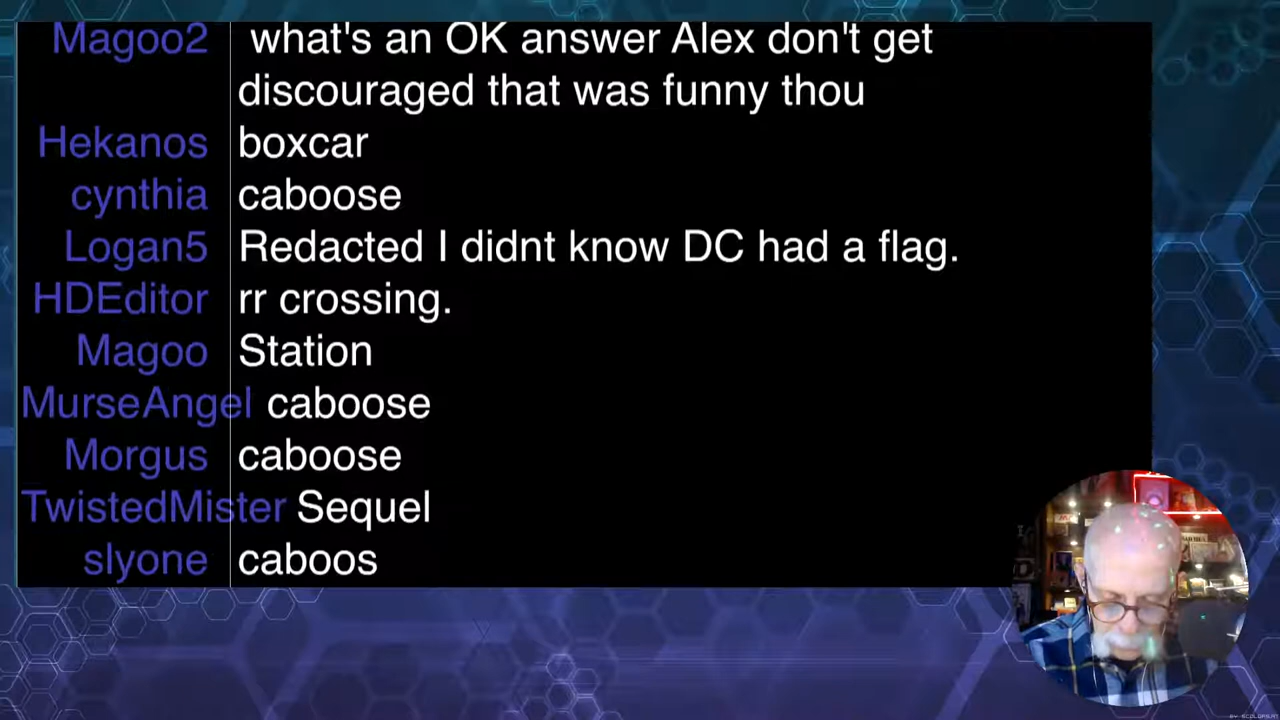 Magoo2 what's an OK answer Alex don't get
discouraged that was funny thou
Hekanos boxcar
cynthia caboose
Logan5 Redacted I didnt know DC had a flag.
HDEditor rr crossing.
Magoo Station
MurseAngel caboose
Morgus caboose
TwistedMister Sequel
slyone caboos